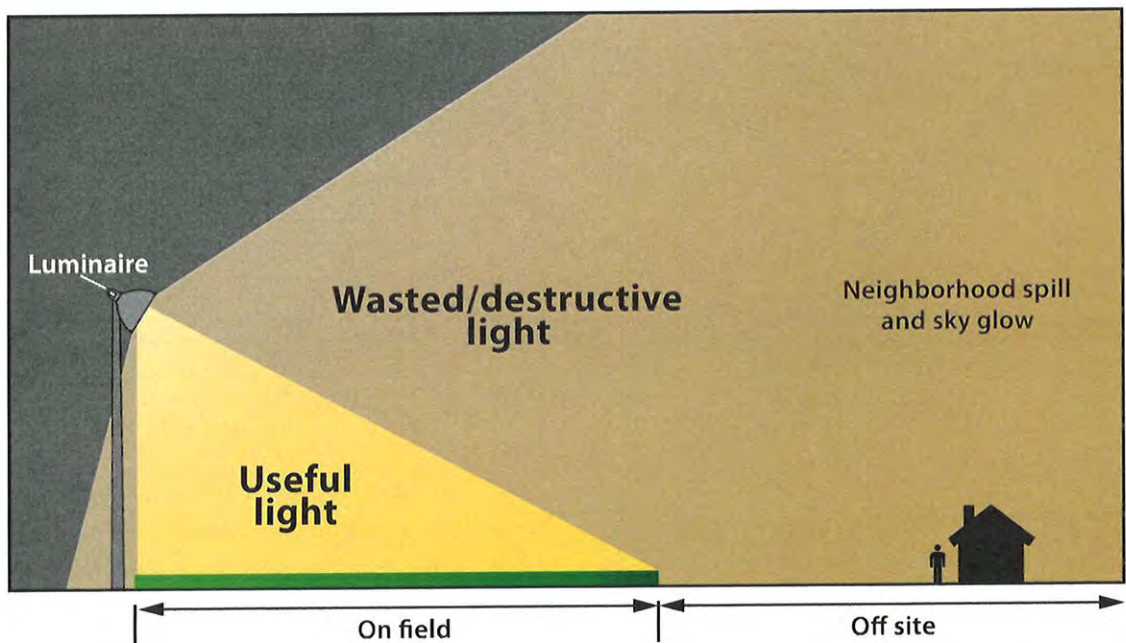 Luminaire
Wasted/destructive
light
Neighborhood spill
and sky glow
Useful
light
On field
Off site